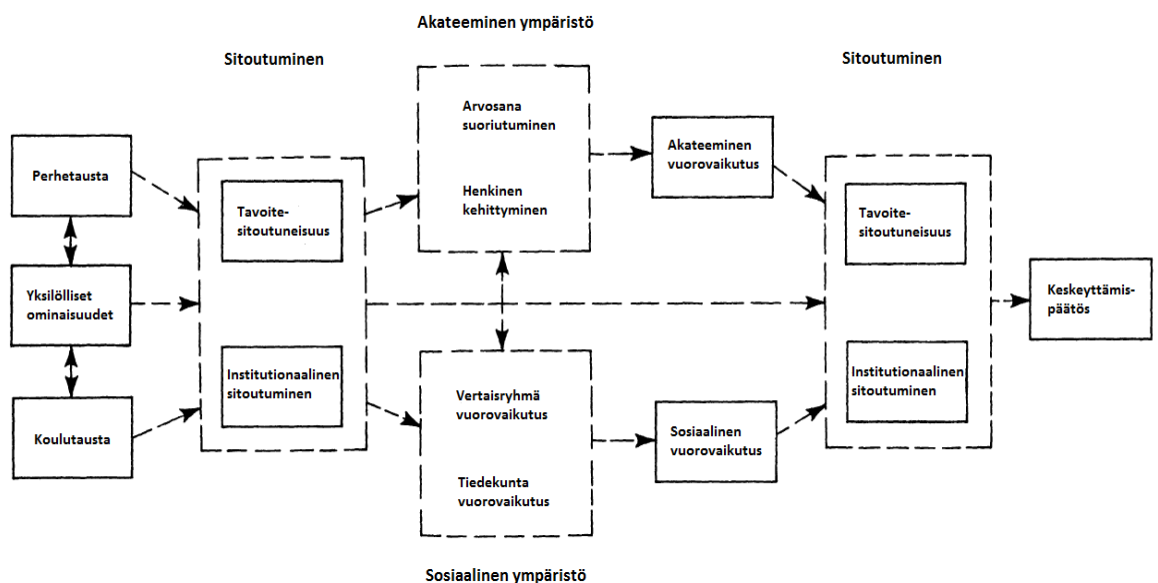 Akateeminen ympäristö
Sitoutuminen
Sitoutuminen
Perhetausta
Yksilölliset
ominaisuudet
Koulutausta
Tavoite-
sitoutuneisuus
Institutionaalinen
sitoutuminen
Arvosana
suoriutuminen
Henkinen
kehittyminen
Vertaisryhmä
vuorovaikutus
Tiedekunta
vuorovaikutus
Akateeminen
vuorovaikutus
Sosiaalinen
vuorovaikutus
Tavoite-
sitoutuneisuus
Institutionaalinen
sitoutuminen
Keskeyttämis-
päätös
Sosiaalinen ympäristö